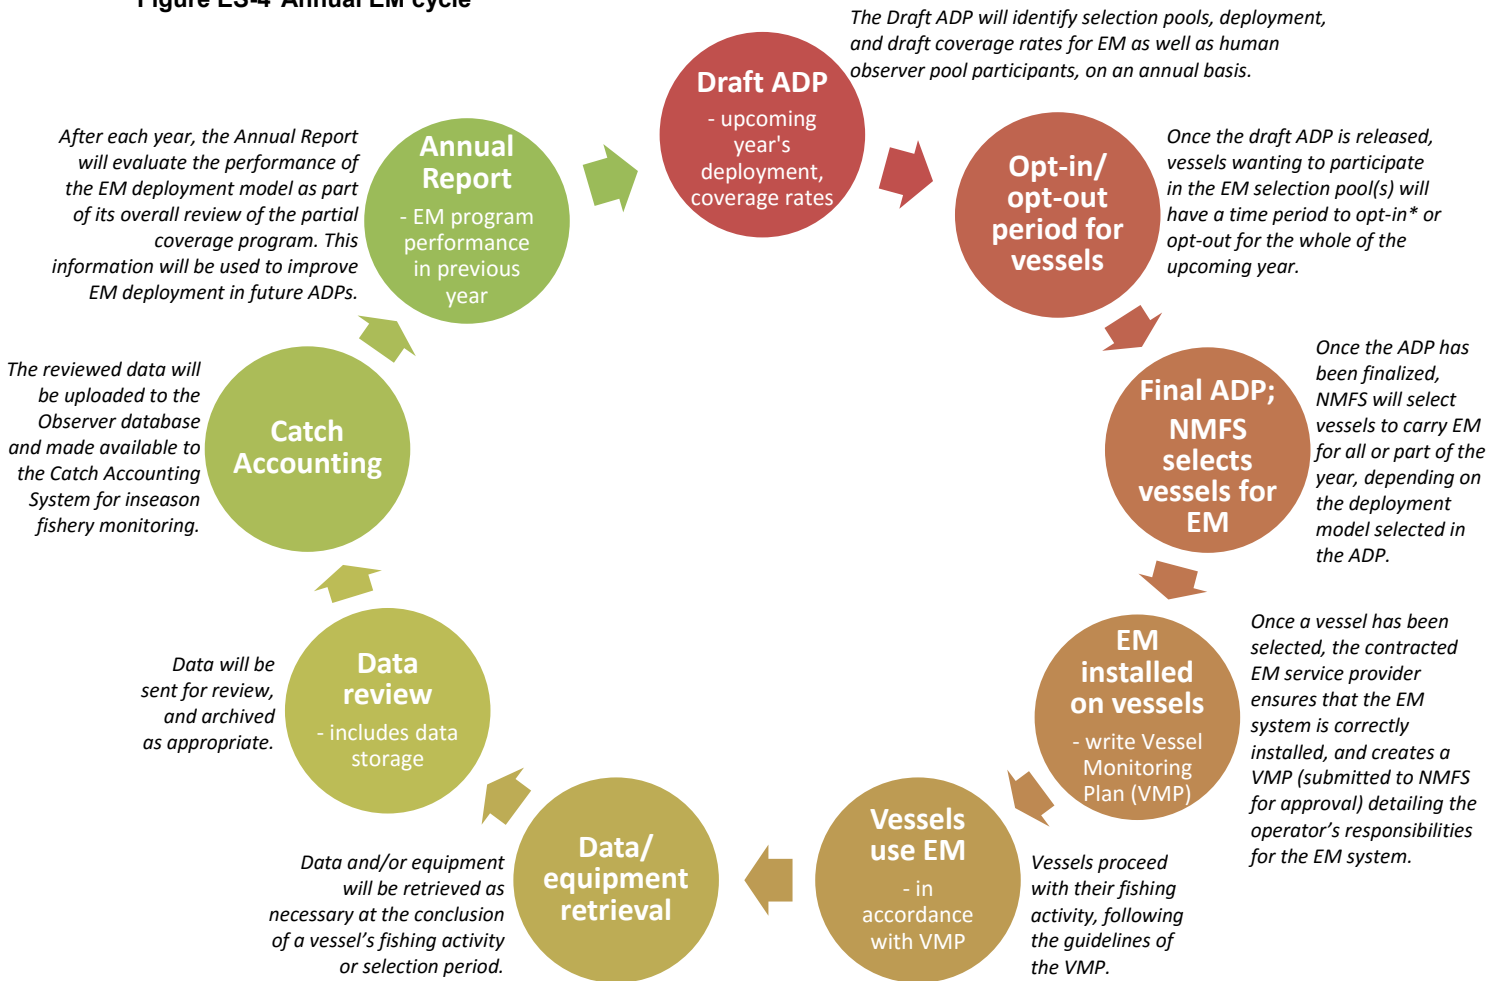 Figure ES-4 Annual EM cycle
The Draft ADP will identify selection pools, deployment,
and draft coverage rates for EM as well as human
observer pool participants, on an annual basis.
Draft ADP
- upcoming
year's
deployment,
coverage rates
Opt-in/
opt-out
period for
vessels
Once the draft ADP is released,
vessels wanting to participate
in the EM selection pool(s) will
have a time period to opt-in* or
opt-out for the whole of the
upcoming year.
Final ADP;
NMFS
selects
vessels for
EM
Once the ADP has
been finalized,
NMFS will select
vessels to carry EM
for all or part of the
year, depending on
the deployment
model selected in
the ADP.
EM
installed
on vessels
- write Vessel
Monitoring
Plan (VMP)
Once a vessel has been
selected, the contracted
EM service provider
ensures that the EM
system is correctly
installed, and creates a
VMP (submitted to NMFS
for approval) detailing the
operator's responsibilities
for the EM system.
Vessels
use EM
- in
accordance
with VMP
Vessels proceed
with their fishing
activity, following
the guidelines of
the VMP.
Data/
equipment
retrieval
Data and/or equipment
will be retrieved as
necessary at the conclusion
of a vessel's fishing activity
or selection period.
Data
review
- includes data
storage
Data will be
sent for review,
and archived
as appropriate.
Catch
Accounting
The reviewed data will
be uploaded to the
Observer database
and made available to
the Catch Accounting
System for inseason
fishery monitoring.
Annual
Report
- EM program
performance
in previous
year
After each year, the Annual Report
will evaluate the performance of
the EM deployment model as part
of its overall review of the partial
coverage program. This
information will be used to improve
EM deployment in future ADPs.